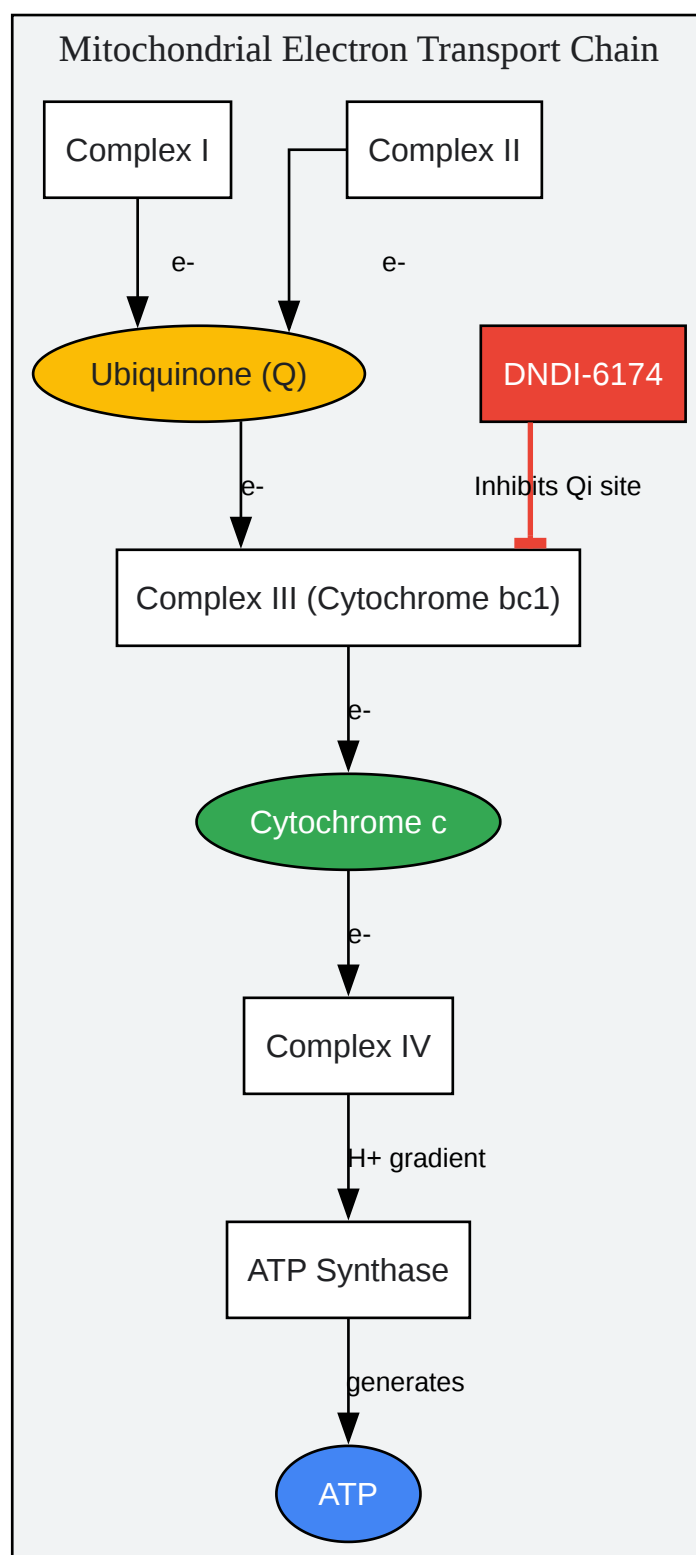 Mitochondrial Electron Transport Chain
Complex I
Complex II
e-
e-
Ubiquinone (Q)
DNDI-6174
e-
Inhibits Qi site
Complex III (Cytochrome bc1)
e-
Cytochrome c
e-
Complex IV
H+ gradient
ATP Synthase
generates
ATP